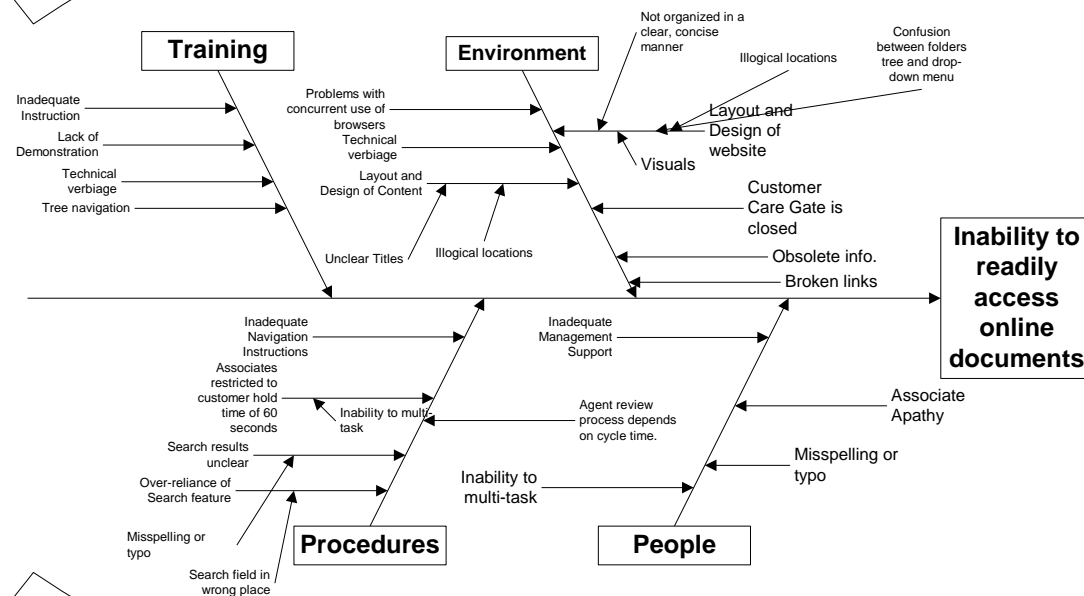 Training
Inadequate
Instruction
Lack of
Demonstration
Technical
verbiage
Tree navigation
Environment
Problems with
concurrent use of
browsers
Technical
verbiage
Layout and
Design of Content
Unclear Titles
Illogical locations
Not organized in a
clear, concise
manner
Illogical locations
Confusion
between folders
tree and drop-
down menu
Layout and
Design of
website
Visuals
Customer
Care Gate is
closed
Obsolete info.
Broken links
Inability to
readily
access
online
documents
Inadequate
Navigation
Instructions
Associates
restricted to
customer hold
time of 60
seconds
Inability to multi-
task
Search results
unclear
Over-reliance of
Search feature
Misspelling or
typo
Search field in
wrong place
Agent review
process depends
on cycle time.
Procedures
Inadequate
Management
Support
Inability to
multi-task
Associate
Apathy
Misspelling or
typo
People